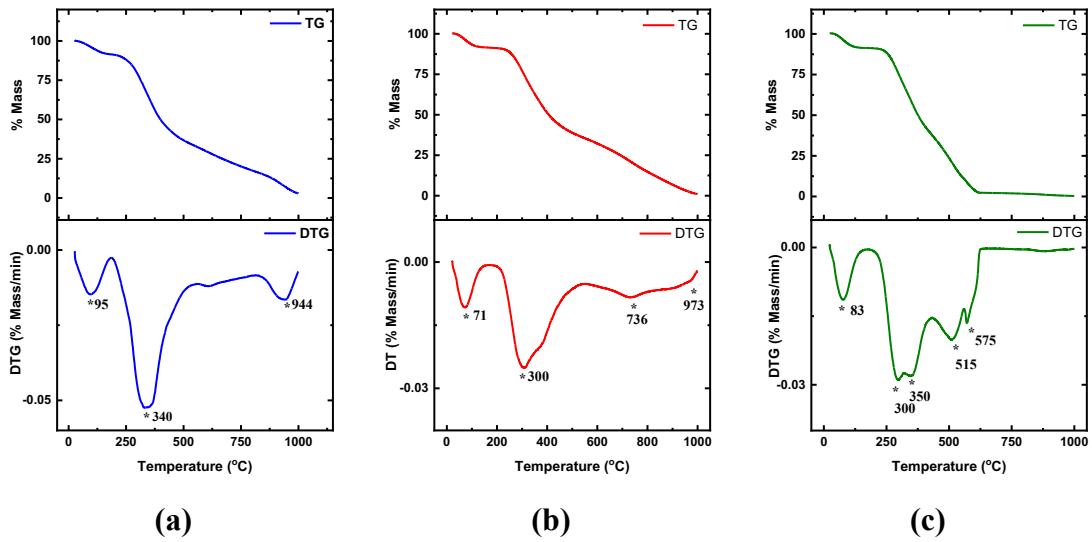 TG
% Mass
100
75
50
25
0
DTG
DTG (% Mass/min)
0.00
-0.05
* 95
* 340
* 944
0 250 500 750 1000
Temperature (°C)
(a)
TG
% Mass
100
75
50
25
0
DTG
DT (% Mass/min)
0.00
-0.03
* 71
* 300
* 736
* 973
0 200 400 600 800 1000
Temperature (°C)
(b)
TG
% Mass
100
75
50
25
0
DTG
DTG (% Mass/min)
0.00
-0.03
* 83
* 300
* 350
* 515
* 575
0 250 500 750 1000
Temperature (°C)
(c)